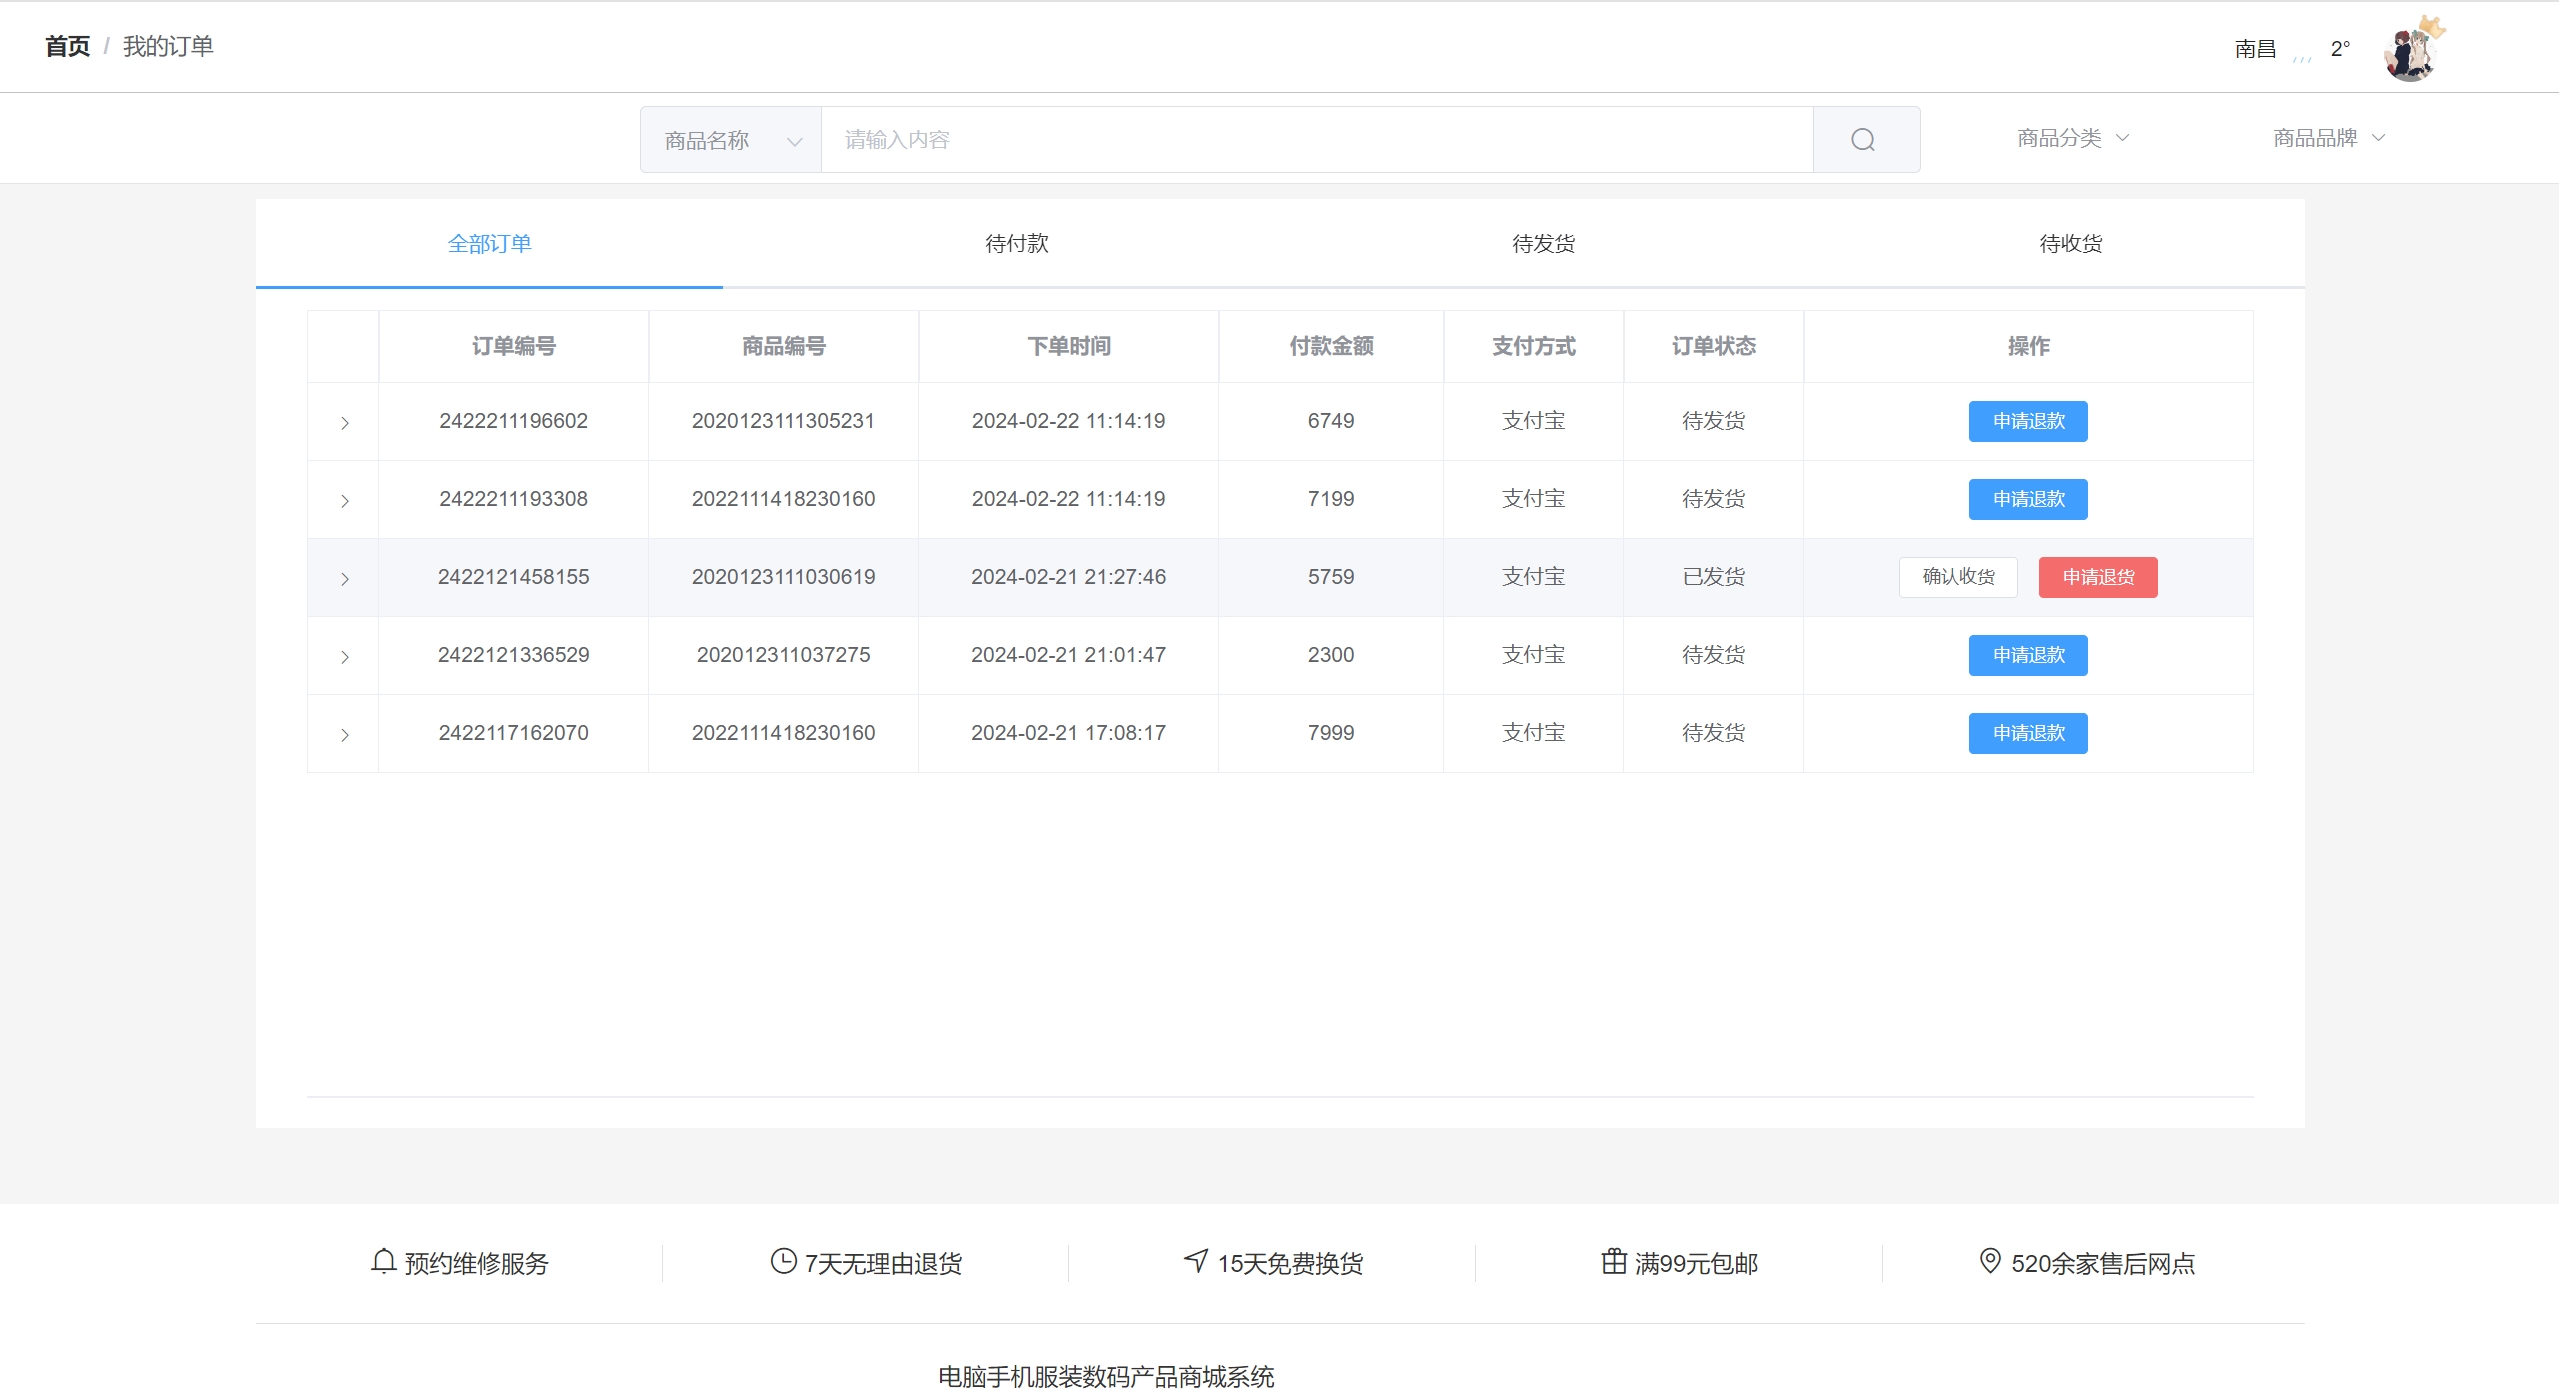 首页 / 我的订单
南昌 2°
商品名称 请输入内容 商品分类 商品品牌
全部订单 待付款 待发货 待收货
订单编号 商品编号 下单时间 付款金额 支付方式 订单状态 操作
2422211196602 2020123111305231 2024-02-22 11:14:19 6749 支付宝 待发货 申请退款
2422211193308 2022111418230160 2024-02-22 11:14:19 7199 支付宝 待发货 申请退款
2422121458155 2020123111030619 2024-02-21 21:27:46 5759 支付宝 已发货 确认收货 申请退货
2422121336529 202012311037275 2024-02-21 21:01:47 2300 支付宝 待发货 申请退款
2422117162070 2022111418230160 2024-02-21 17:08:17 7999 支付宝 待发货 申请退款
预约维修服务 7天无理由退货 15天免费换货 满99元包邮 520余家售后网点
电脑手机服装数码产品商城系统